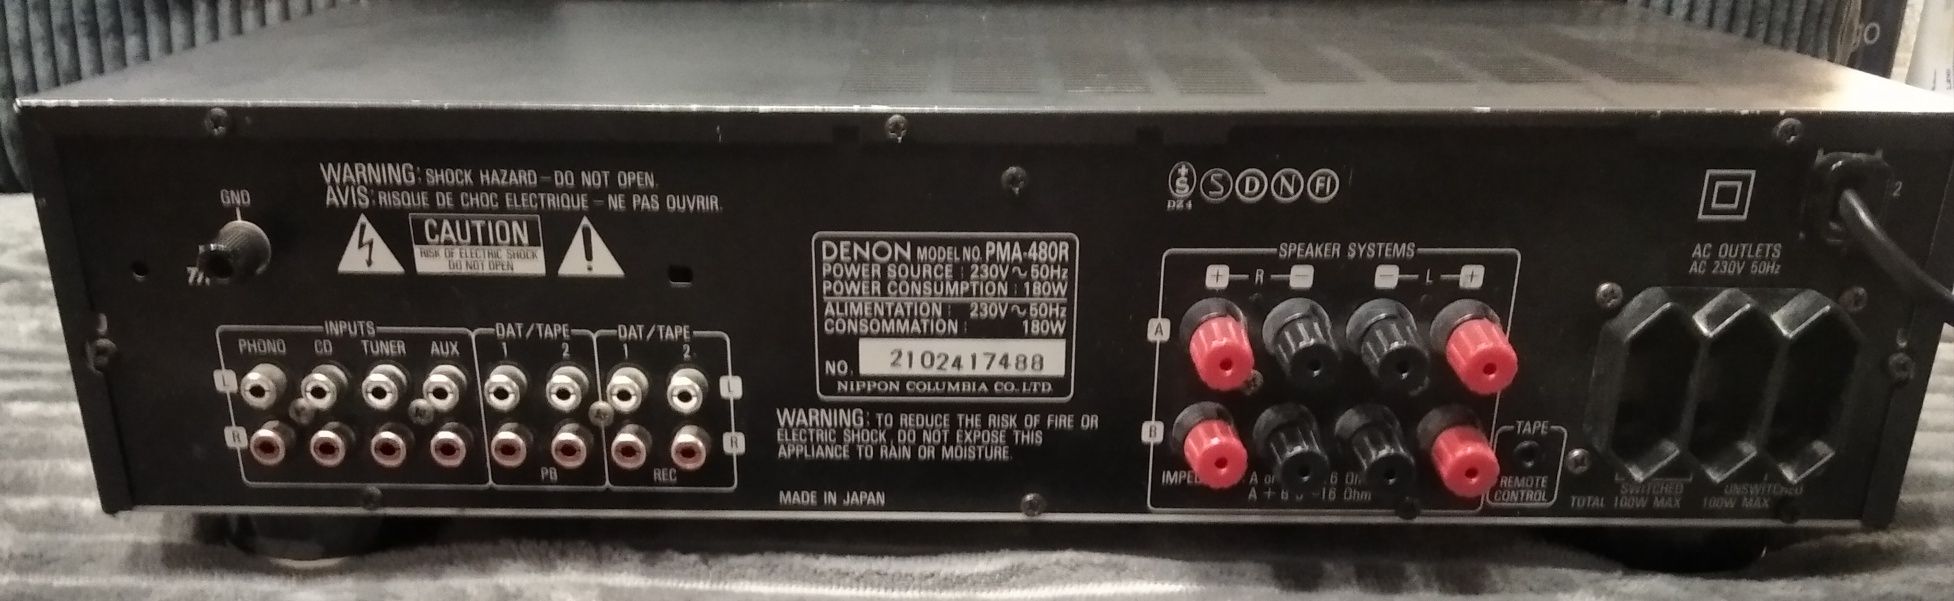 WARNING: SHOCK HAZARD – DO NOT OPEN.
AVIS: RISQUE DE CHOC ELECTRIQUE – NE PAS OUVRIR.
GND
CAUTION
RISK OF ELECTRIC SHOCK
DO NOT OPEN
INPUTS
PHONO CD TUNER AUX
DAT/TAPE
1 2
DAT/TAPE
1 2
L
L
R
R
PB
REC
DENON MODEL NO. PMA-480R
POWER SOURCE : 230V~50Hz
POWER CONSUMPTION : 180W
ALIMENTATION : 230V~50Hz
CONSOMMATION : 180W
NO. 2102417488
NIPPON COLUMBIA CO., LTD.
WARNING: TO REDUCE THE RISK OF FIRE OR
ELECTRIC SHOCK, DO NOT EXPOSE THIS
APPLIANCE TO RAIN OR MOISTURE.
MADE IN JAPAN
S S D N FI
DZ4
SPEAKER SYSTEMS
+ R – – L +
A
B
A + B
16 Ohm
TAPE
REMOTE
CONTROL
AC OUTLETS
AC 230V 50Hz
SWITCHED UNSWITCHED
TOTAL 100W MAX 100W MAX
2
go